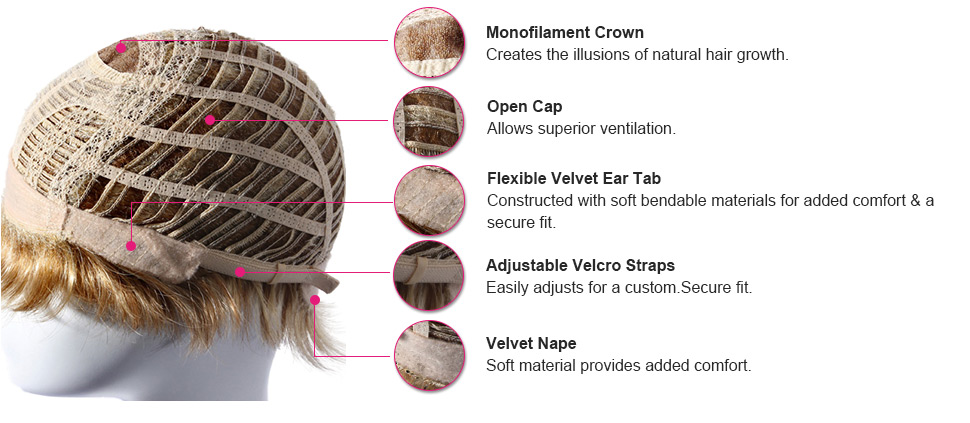 Monofilament Crown
Creates the illusions of natural hair growth.
Open Cap
Allows superior ventilation.
Flexible Velvet Ear Tab
Constructed with soft bendable materials for added comfort & a
secure fit.
Adjustable Velcro Straps
Easily adjusts for a custom.Secure fit.
Velvet Nape
Soft material provides added comfort.